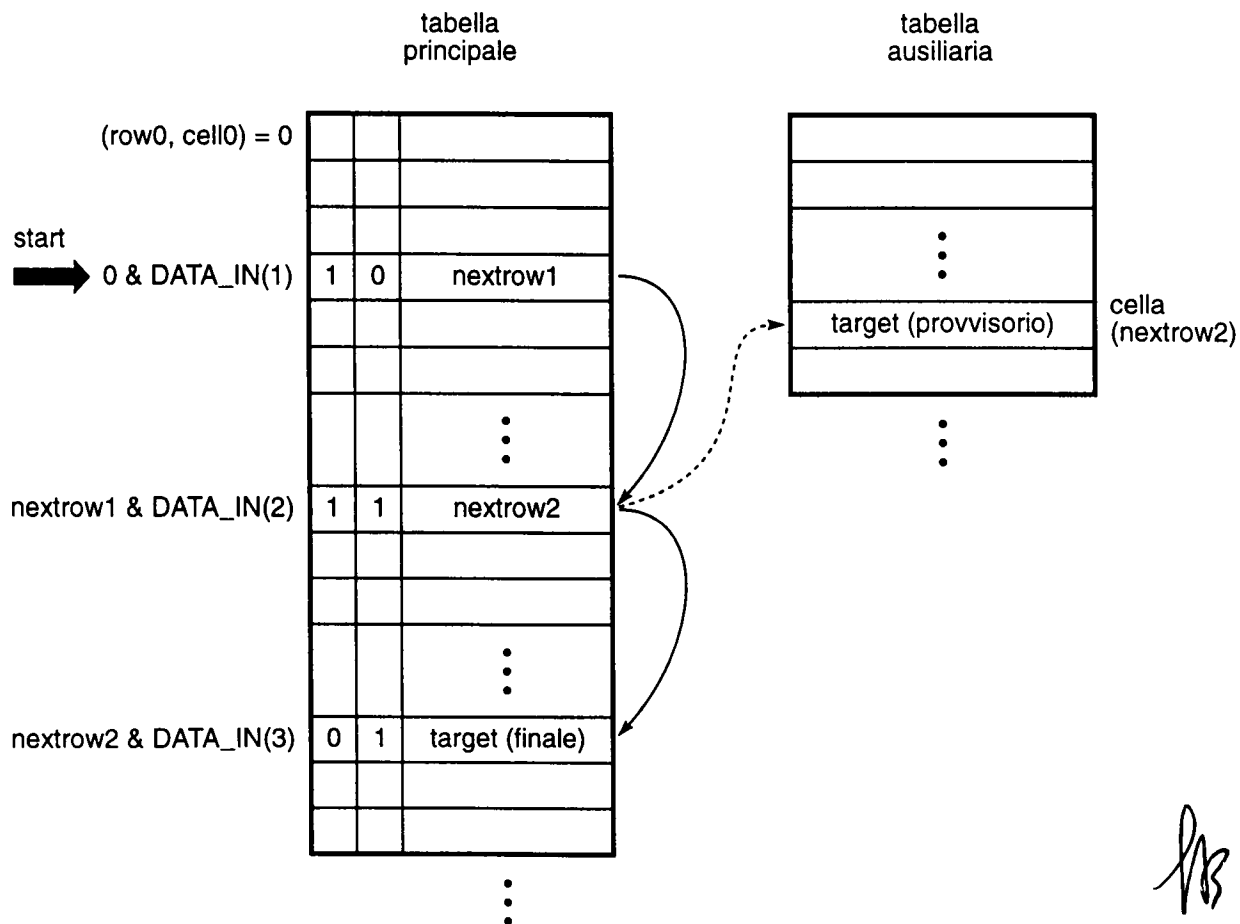 tabella
principale
tabella
ausiliaria
(row0, cell0) = 0
start
0 & DATA_IN(1)
1 0 nextrow1
target (provvisorio)
cella
(nextrow2)
nextrow1 & DATA_IN(2)
1 1 nextrow2
nextrow2 & DATA_IN(3)
0 1 target (finale)